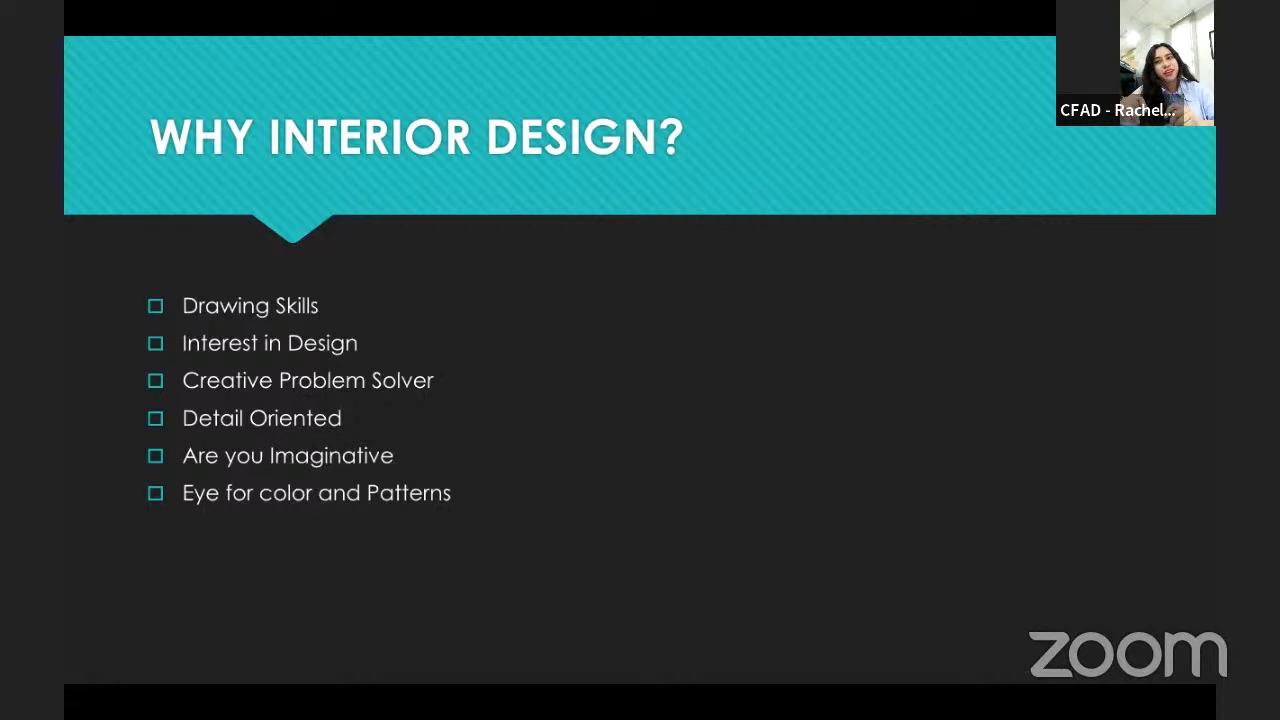 WHY INTERIOR DESIGN?
CFAD - Rachel...
Drawing Skills
Interest in Design
Creative Problem Solver
Detail Oriented
Are you Imaginative
Eye for color and Patterns
zoom